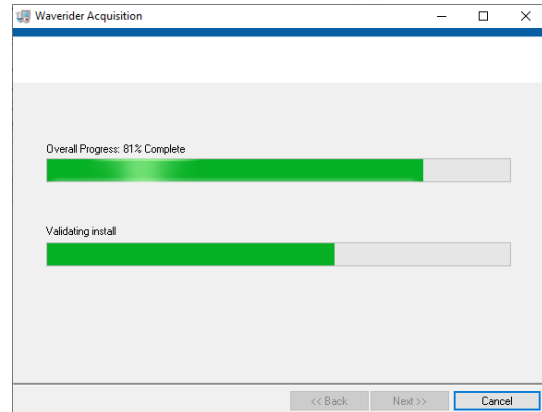 Waverider Acquisition
Overall Progress: 81% Complete
Validating install
<< Back Next >> Cancel